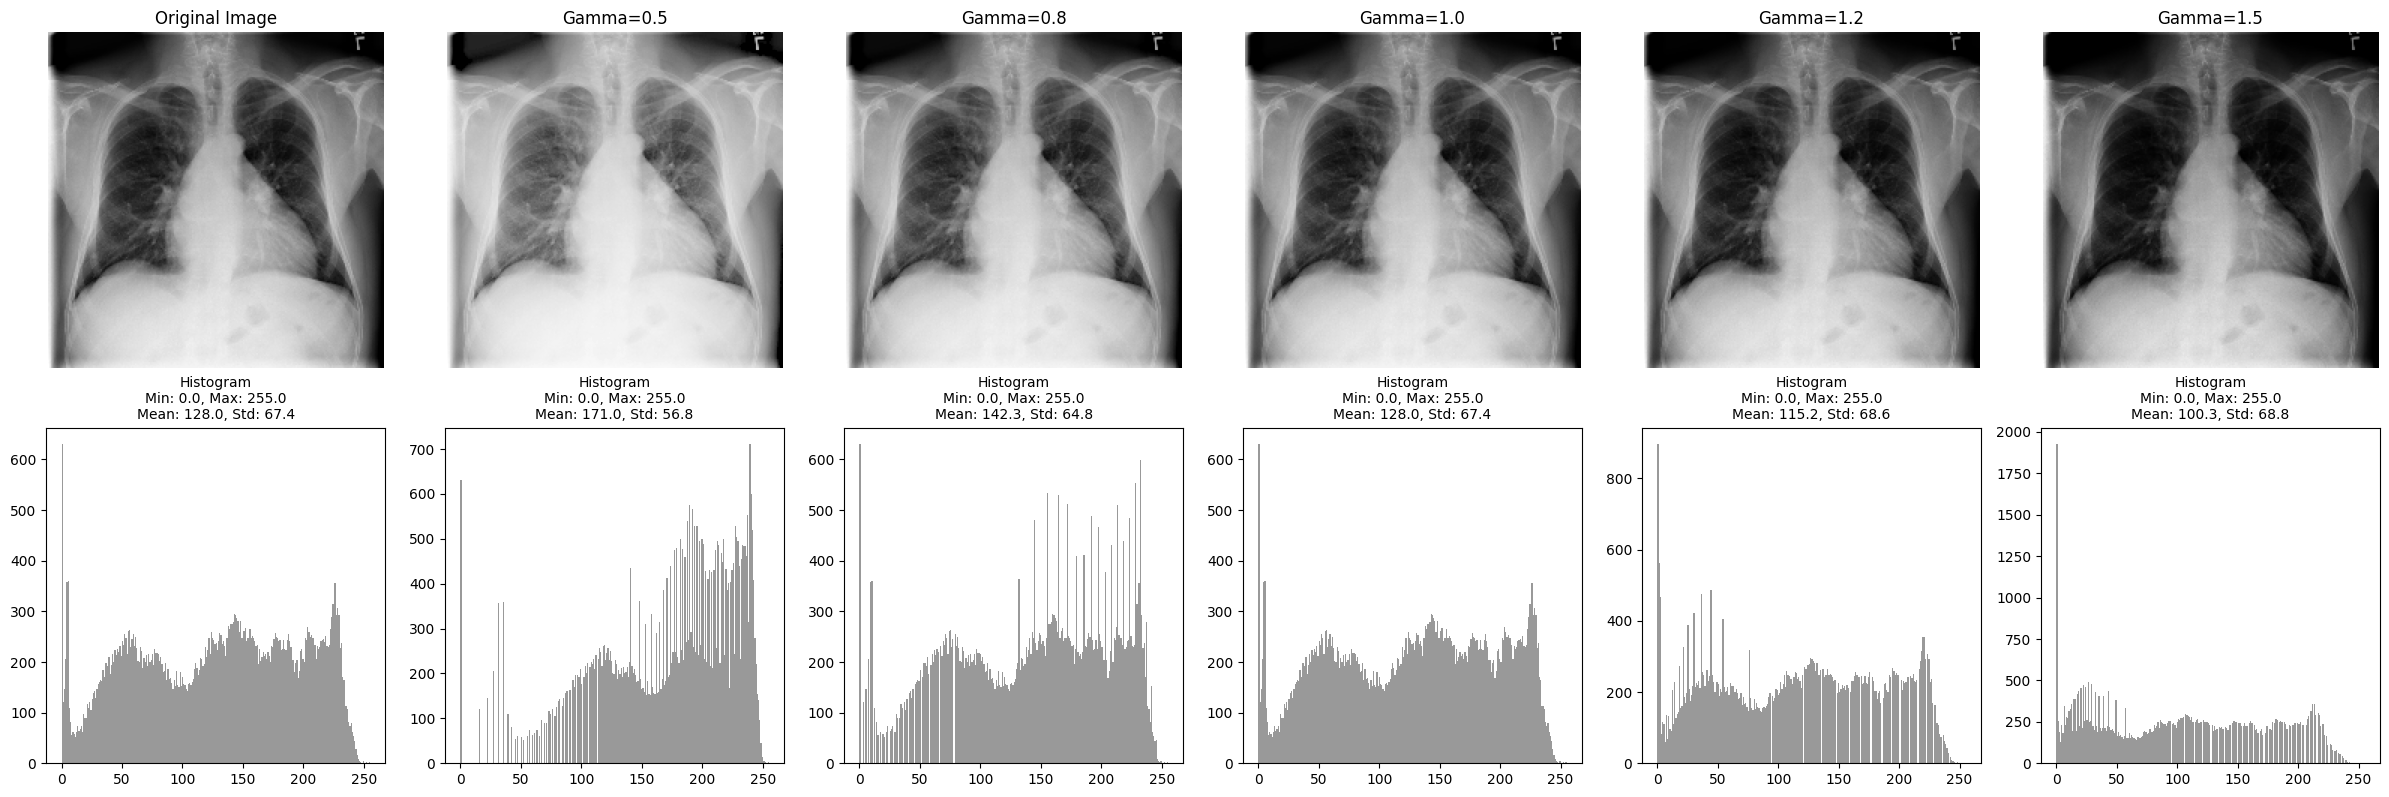 Original Image
Gamma=0.5
Gamma=0.8
Gamma=1.0
Gamma=1.2
Gamma=1.5
Histogram
Min: 0.0, Max: 255.0
Mean: 128.0, Std: 67.4
Histogram
Min: 0.0, Max: 255.0
Mean: 171.0, Std: 56.8
Histogram
Min: 0.0, Max: 255.0
Mean: 142.3, Std: 64.8
Histogram
Min: 0.0, Max: 255.0
Mean: 128.0, Std: 67.4
Histogram
Min: 0.0, Max: 255.0
Mean: 115.2, Std: 68.6
Histogram
Min: 0.0, Max: 255.0
Mean: 100.3, Std: 68.8
600
500
400
300
200
100
0
0 50 100 150 200 250
700
600
500
400
300
200
100
0
0 50 100 150 200 250
600
500
400
300
200
100
0
0 50 100 150 200 250
600
500
400
300
200
100
0
0 50 100 150 200 250
800
600
400
200
0
0 50 100 150 200 250
2000
1750
1500
1250
1000
750
500
250
0
0 50 100 150 200 250